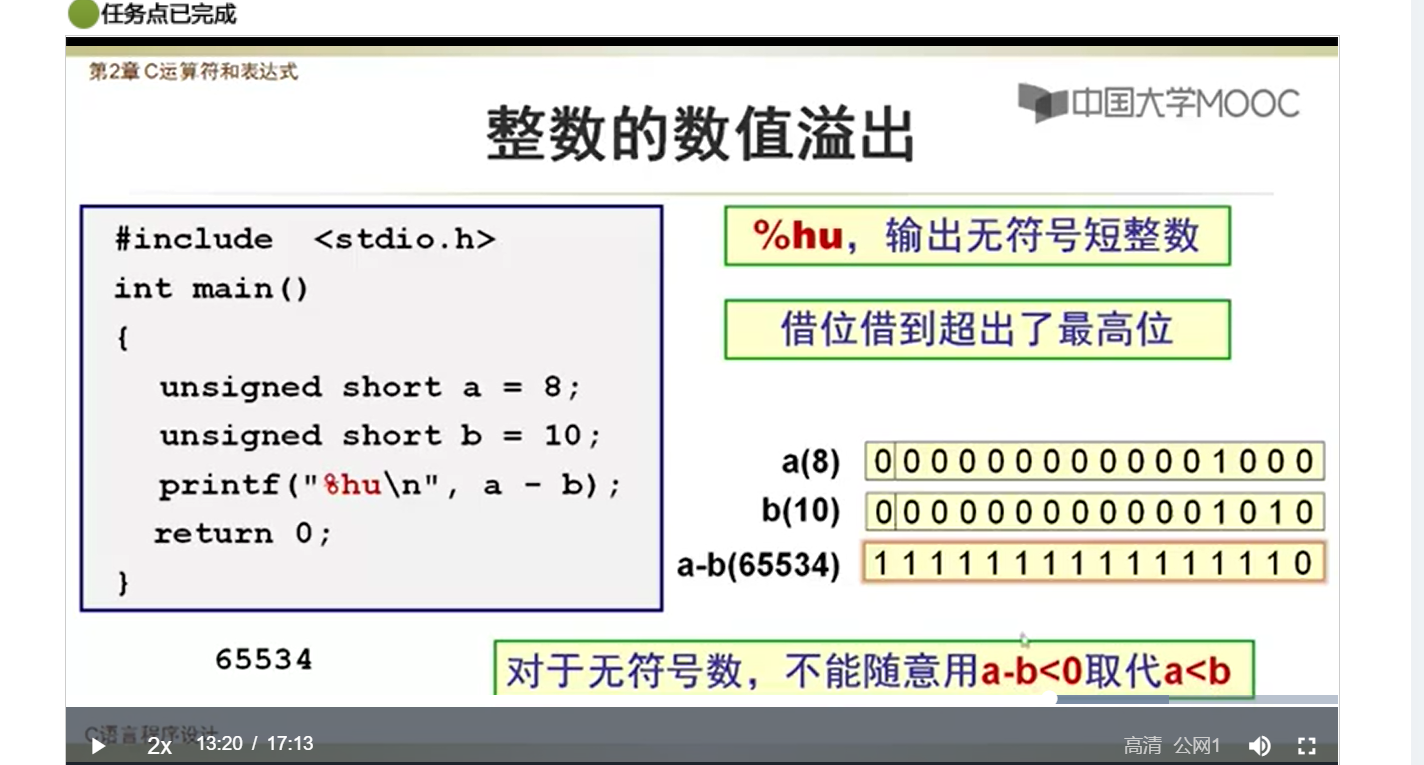 任务点已完成
第2章 C运算符和表达式
中国大学MOOC
整数的数值溢出
#include <stdio.h>
int main()
{
unsigned short a = 8;
unsigned short b = 10;
printf("%hu\n", a - b);
return 0;
}
65534
%hu，输出无符号短整数
借位借到超出了最高位
a(8) 0 0 0 0 0 0 0 0 0 0 0 0 1 0 0 0
b(10) 0 0 0 0 0 0 0 0 0 0 0 0 1 0 1 0
a-b(65534) 1 1 1 1 1 1 1 1 1 1 1 1 1 1 1 0
对于无符号数，不能随意用a-b<0取代a<b
C语言程序设计
2x 13:20 / 17:13 高清 公网1